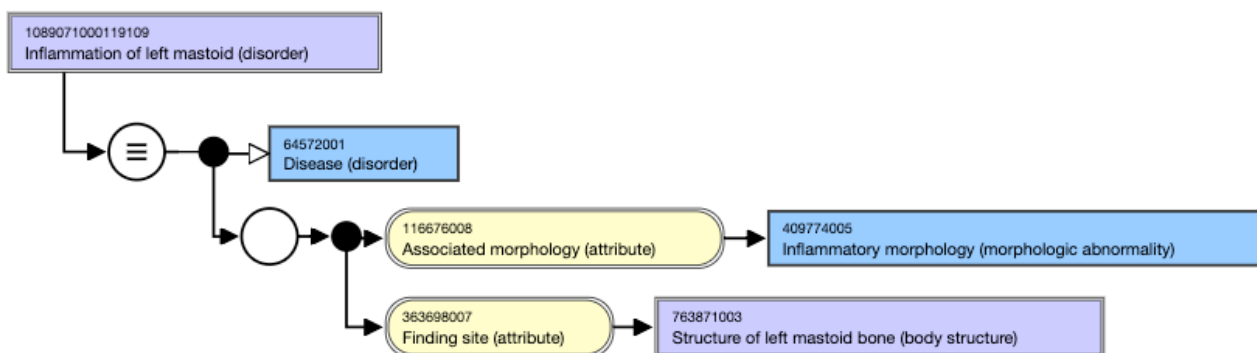 1089071000119109
Inflammation of left mastoid (disorder)
64572001
Disease (disorder)
116676008
Associated morphology (attribute)
409774005
Inflammatory morphology (morphologic abnormality)
363698007
Finding site (attribute)
763871003
Structure of left mastoid bone (body structure)